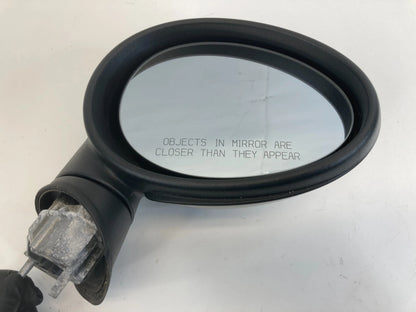 OBJECTS IN MIRROR ARE
CLOSER THAN THEY APPEAR